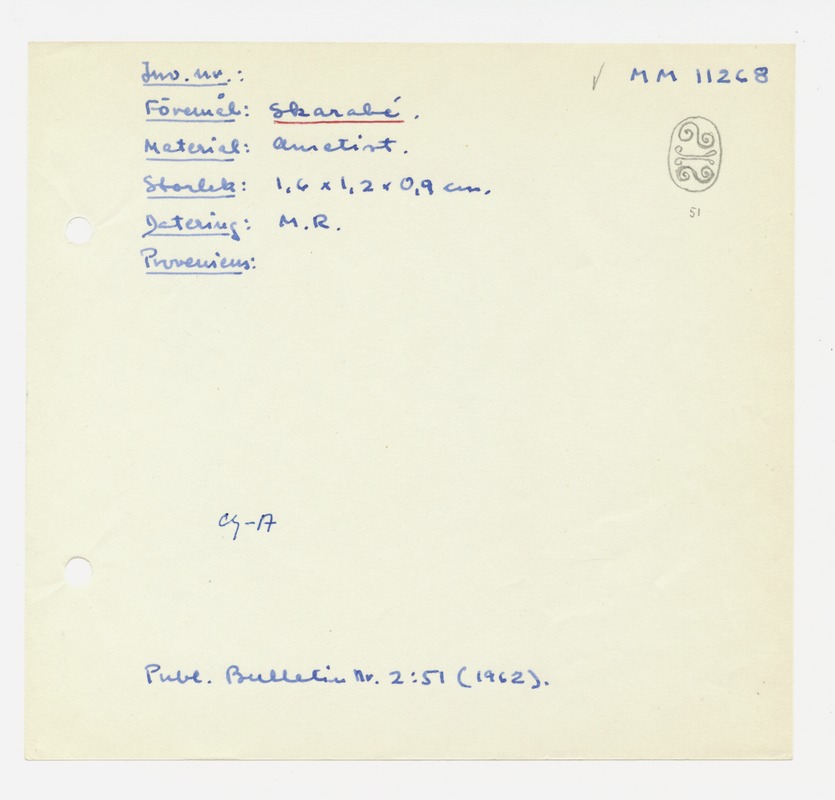 Inv. nr.: MM 11268
Föremål: Skarabé.
Material: Ametist.
Storlek: 1,6 x 1,2 x 0,9 cm.
Datering: M.R.
Proveniens:
51
Cy-A
Publ. Bulletin Nr. 2:51 (1962).